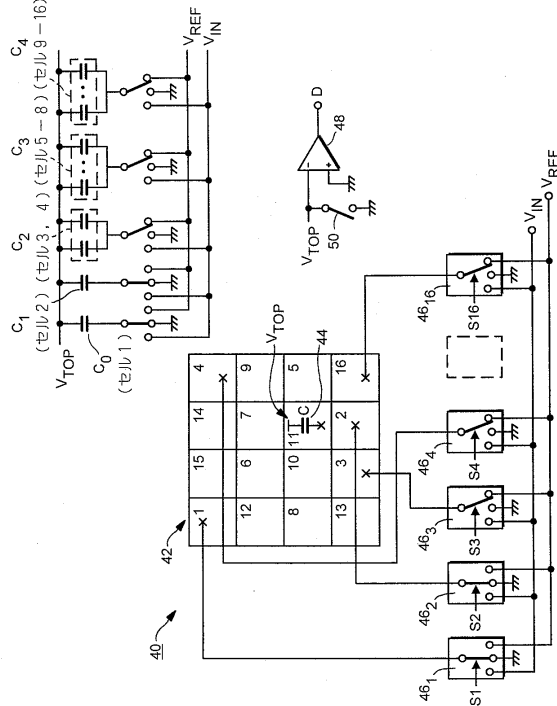 C4 (セル9-16)
C3 (セル5-8)
C2 (セル3, 4)
C1 (セル2)
C0 (セル1)
VTOP
VREF
VIN
VTOP
50
48
D
40
42
1 15 14 4
12 6 7 9
8 10 11 5
13 3 2 16
VTOP
C
44
461
462
463
464
4616
S1
S2
S3
S4
S16
VIN
VREF